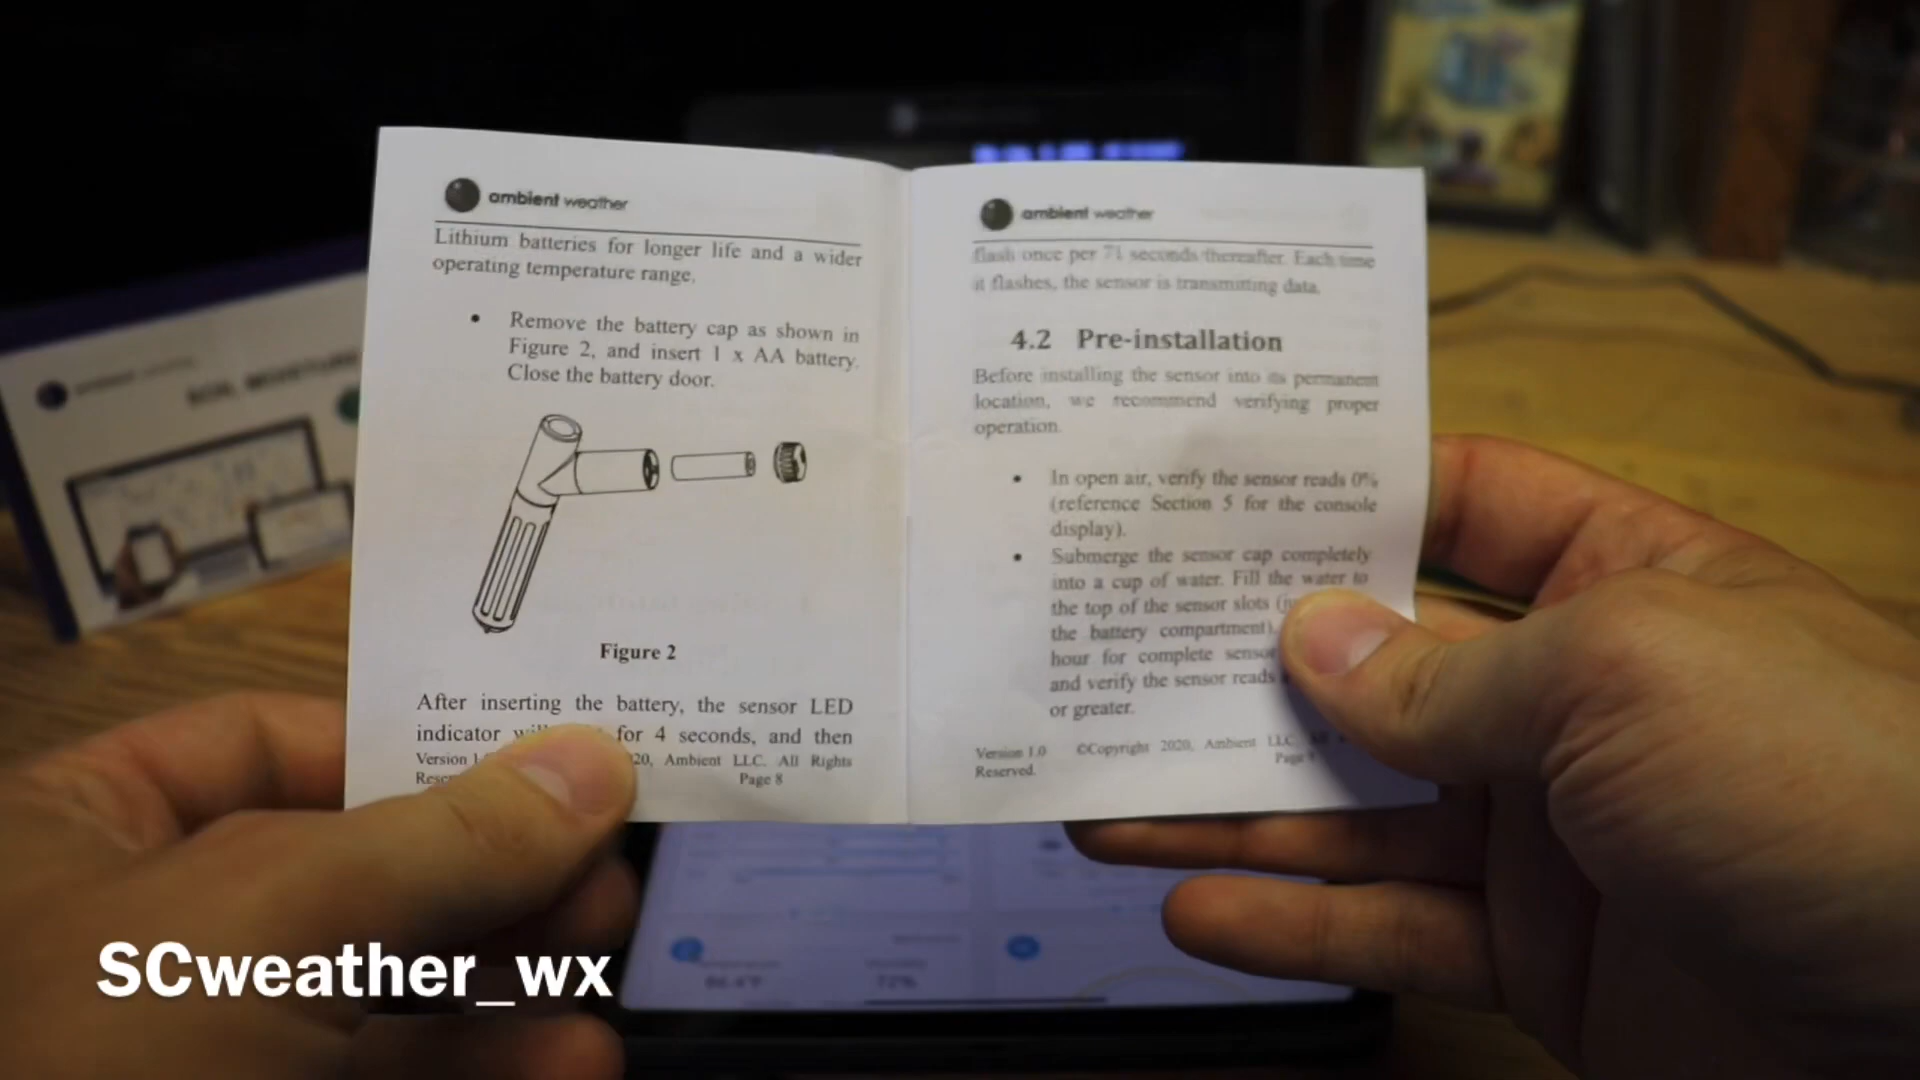 ambient weather
Lithium batteries for longer life and a wider
operating temperature range.
• Remove the battery cap as shown in
Figure 2, and insert 1 x AA battery.
Close the battery door.
Figure 2
After inserting the battery, the sensor LED
indicator for 4 seconds, and then
Version 20, Ambient LLC. All Rights
Page 8
ambient weather
flash once per 71 seconds thereafter. Each time
it flashes, the sensor is transmitting data.
4.2 Pre-installation
Before installing the sensor into its permanent
location, we recommend verifying proper
operation.
• In open air, verify the sensor reads 0%
(reference Section 5 for the console
display).
• Submerge the sensor cap completely
into a cup of water. Fill the water to
the top of the sensor slots
the battery compartment)
hour for complete sensor
and verify the sensor reads
or greater.
Version 1.0 ©Copyright 2020, Ambient LLC. All
Reserved. Page
SOIL MOISTURE
SCweather_wx